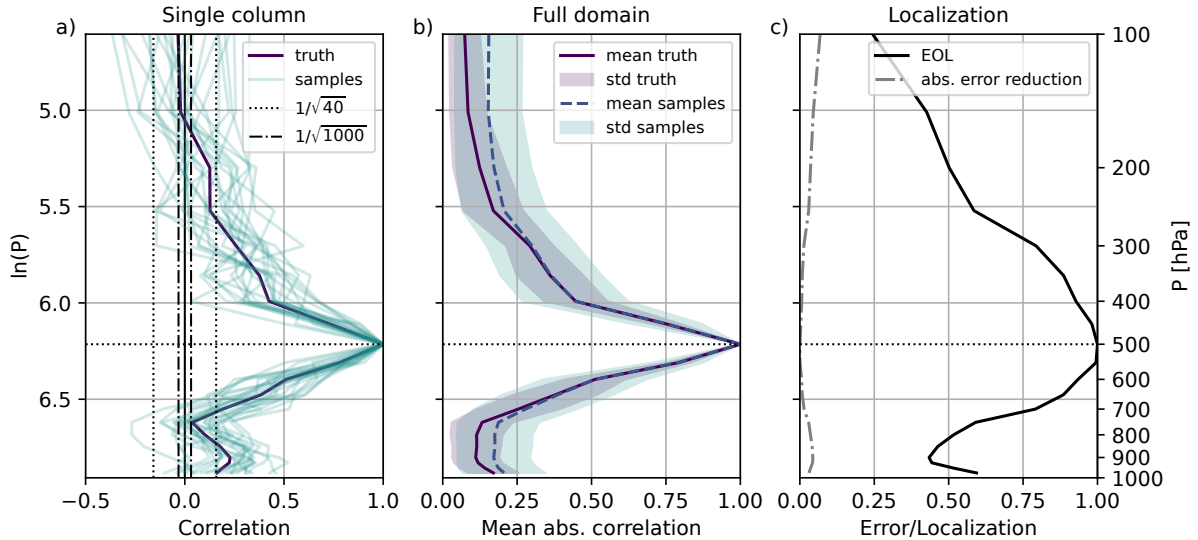 a)
Single column
truth
samples
1/√40
1/√1000
5.0
5.5
6.0
6.5
ln(P)
−0.5
0.0
0.5
1.0
Correlation
b)
Full domain
mean truth
std truth
mean samples
std samples
0.00
0.25
0.50
0.75
1.00
Mean abs. correlation
c)
Localization
EOL
abs. error reduction
100
200
300
400
500
600
700
800
900
1000
P [hPa]
0.00
0.25
0.50
0.75
1.00
Error/Localization